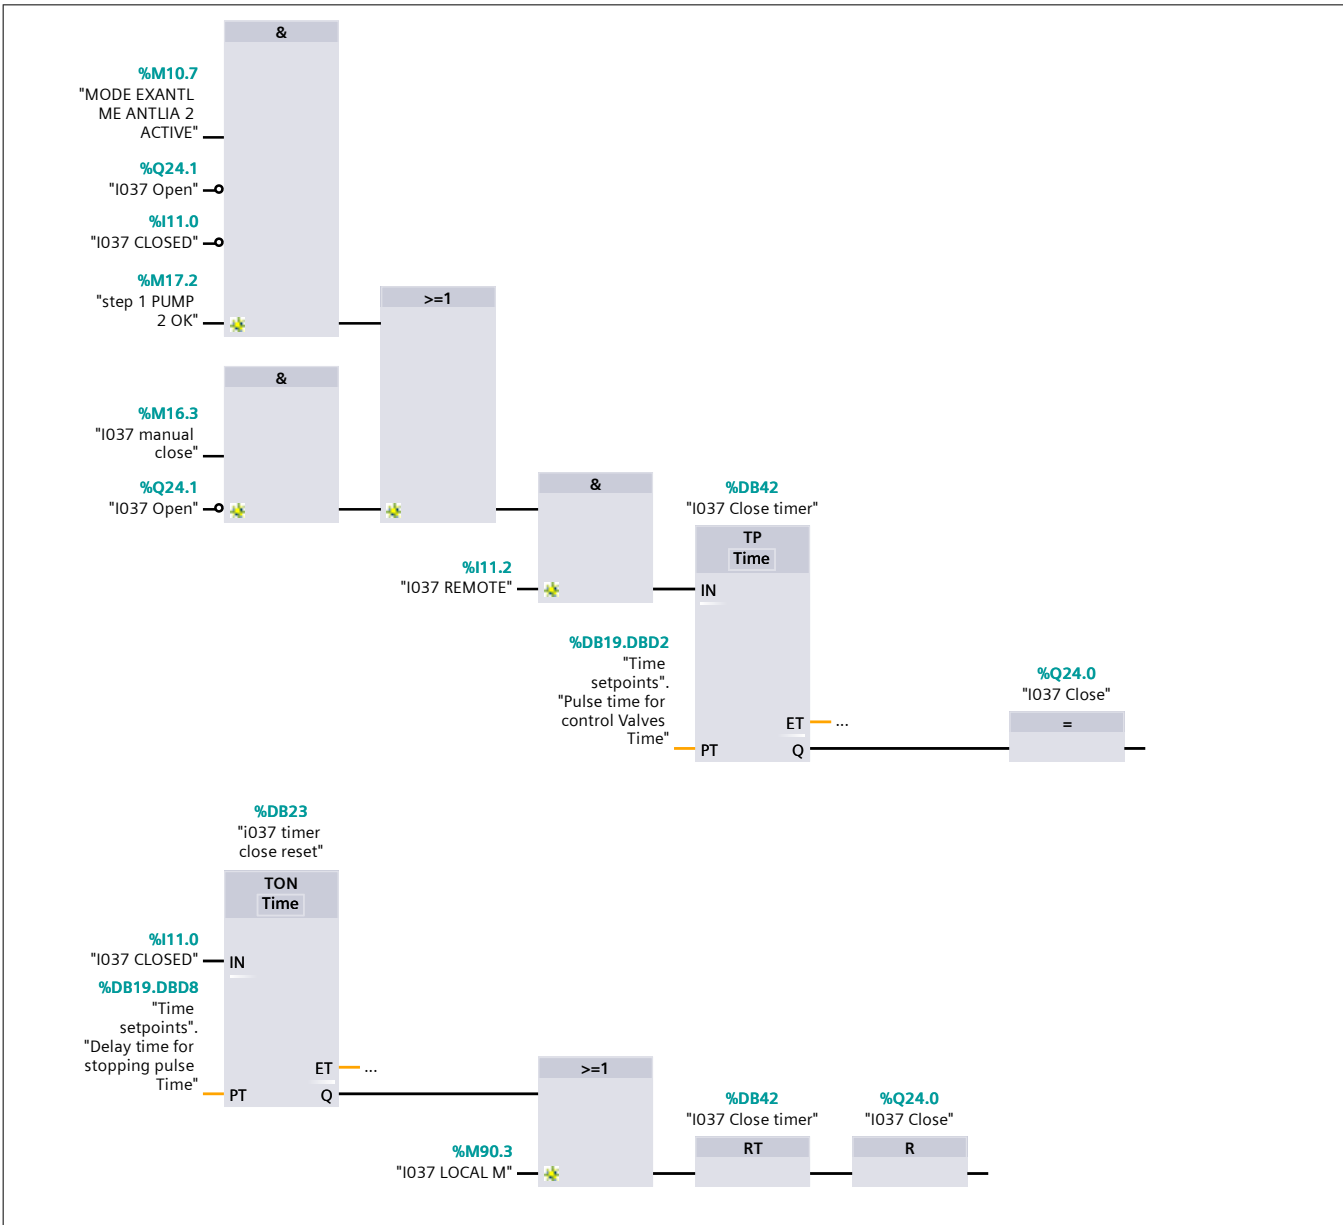 &
%M10.7
"MODE EXANTL
ME ANTLIA 2
ACTIVE"
%Q24.1
"I037 Open"
%I11.0
"I037 CLOSED"
%M17.2
"step 1 PUMP
2 OK"
>=1
&
%M16.3
"I037 manual
close"
%Q24.1
"I037 Open"
&
%I11.2
"I037 REMOTE"
%DB42
"I037 Close timer"
TP
Time
IN
%DB19.DBD2
"Time
setpoints".
"Pulse time for
control Valves
Time"
PT
ET
...
Q
%Q24.0
"I037 Close"
=
%DB23
"i037 timer
close reset"
TON
Time
%I11.0
"I037 CLOSED"
IN
%DB19.DBD8
"Time
setpoints".
"Delay time for
stopping pulse
Time"
PT
ET
...
Q
>=1
%M90.3
"I037 LOCAL M"
%DB42
"I037 Close timer"
RT
%Q24.0
"I037 Close"
R